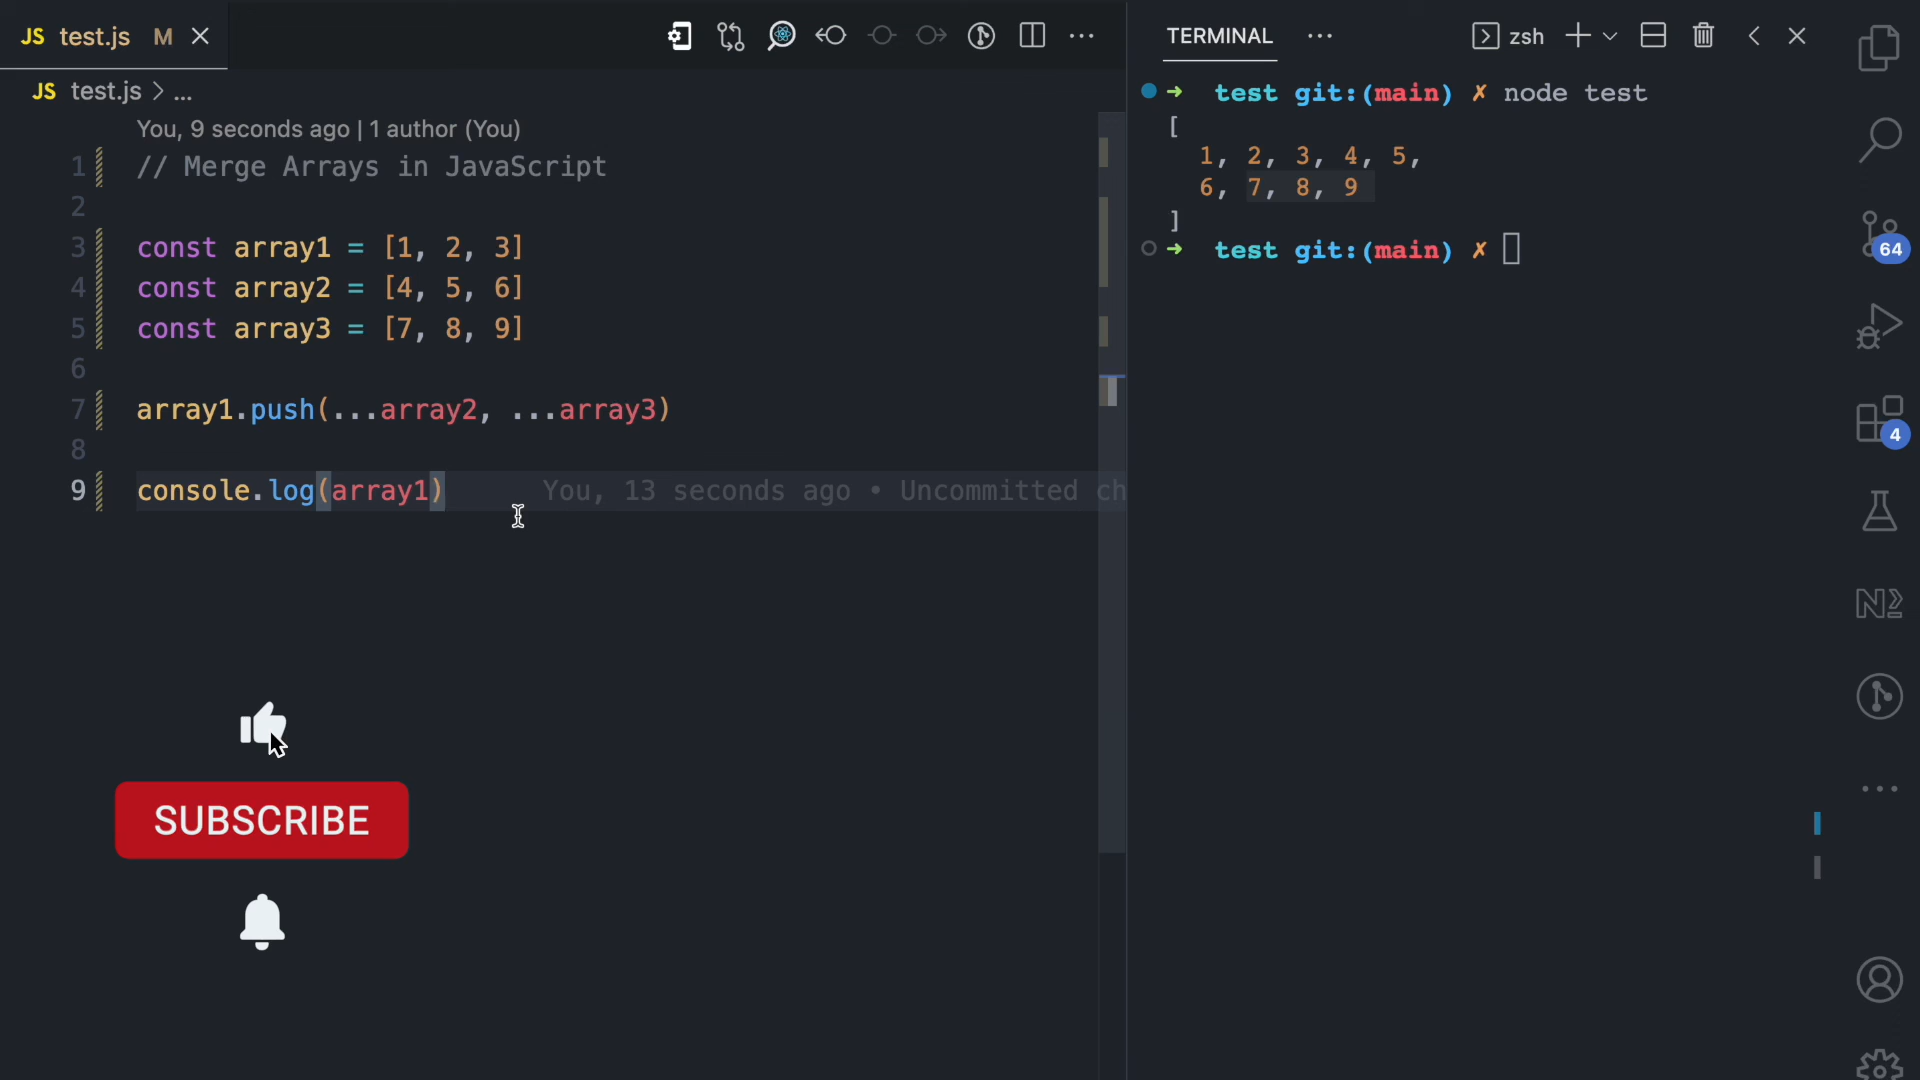 JS test.js M
JS test.js > ...
You, 9 seconds ago | 1 author (You)
1 // Merge Arrays in JavaScript
2
3 const array1 = [1, 2, 3]
4 const array2 = [4, 5, 6]
5 const array3 = [7, 8, 9]
6
7 array1.push(...array2, ...array3)
8
9 console.log(array1) You, 13 seconds ago • Uncommitted ch
SUBSCRIBE
TERMINAL
zsh
➜ test git:(main) ✗ node test
[
1, 2, 3, 4, 5,
6, 7, 8, 9
]
➜ test git:(main) ✗
64
4